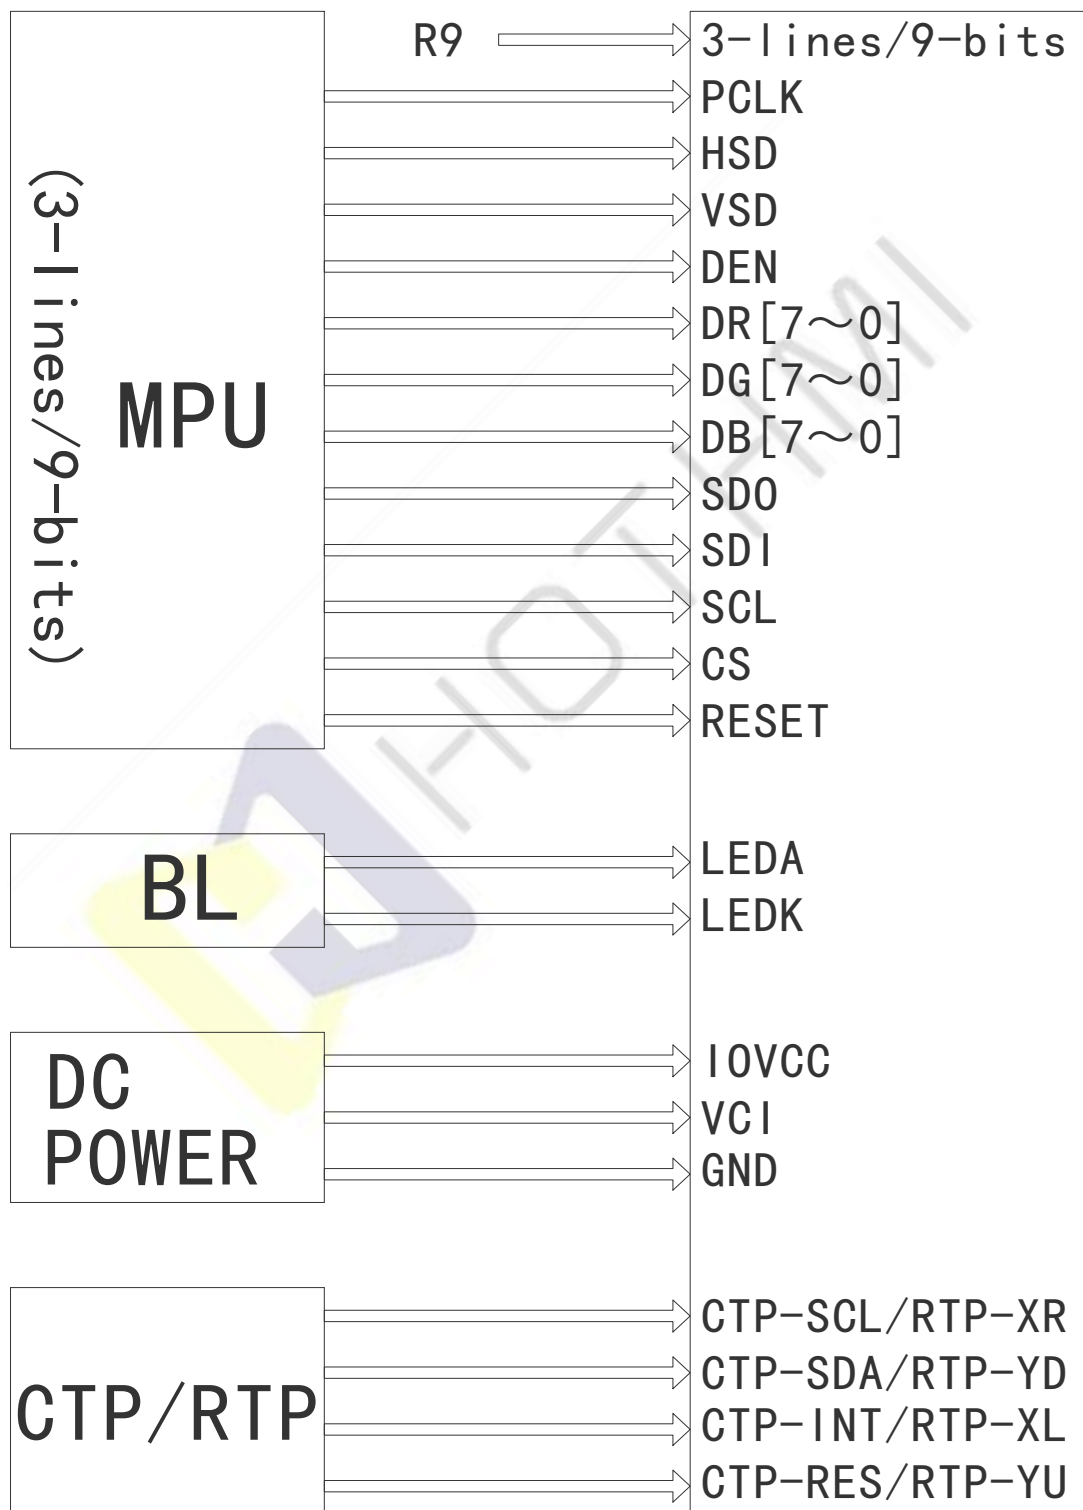 R9 3-lines/9-bits
PCLK
HSD
VSD
DEN
DR[7～0]
DG[7～0]
DB[7～0]
SDO
SDI
SCL
CS
RESET
(3-lines/9-bits)
MPU
BL
LEDA
LEDK
DC
POWER
IOVCC
VCI
GND
CTP/RTP
CTP-SCL/RTP-XR
CTP-SDA/RTP-YD
CTP-INT/RTP-XL
CTP-RES/RTP-YU
HOT HMI